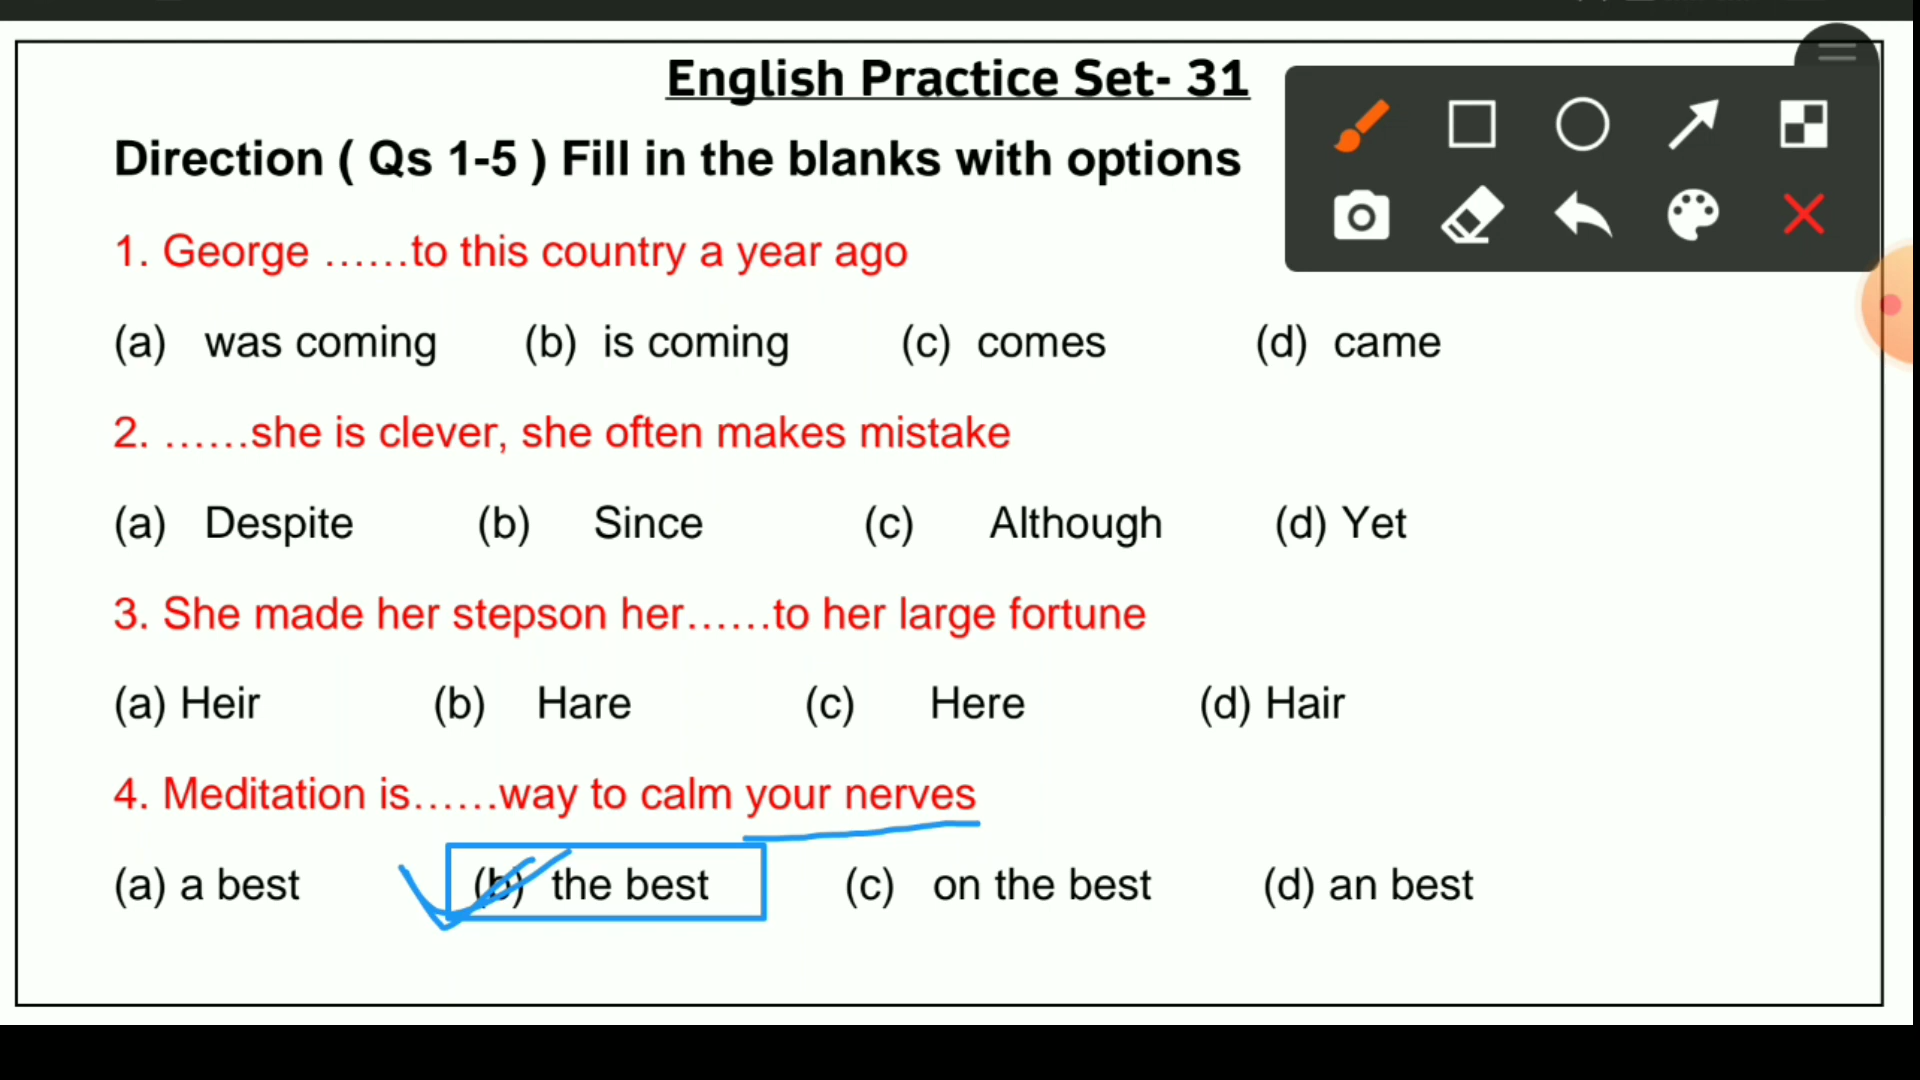 English Practice Set- 31
Direction ( Qs 1-5 ) Fill in the blanks with options
1. George ......to this country a year ago
(a) was coming (b) is coming (c) comes (d) came
2. ......she is clever, she often makes mistake
(a) Despite (b) Since (c) Although (d) Yet
3. She made her stepson her......to her large fortune
(a) Heir (b) Hare (c) Here (d) Hair
4. Meditation is......way to calm your nerves
(a) a best (b) the best (c) on the best (d) an best